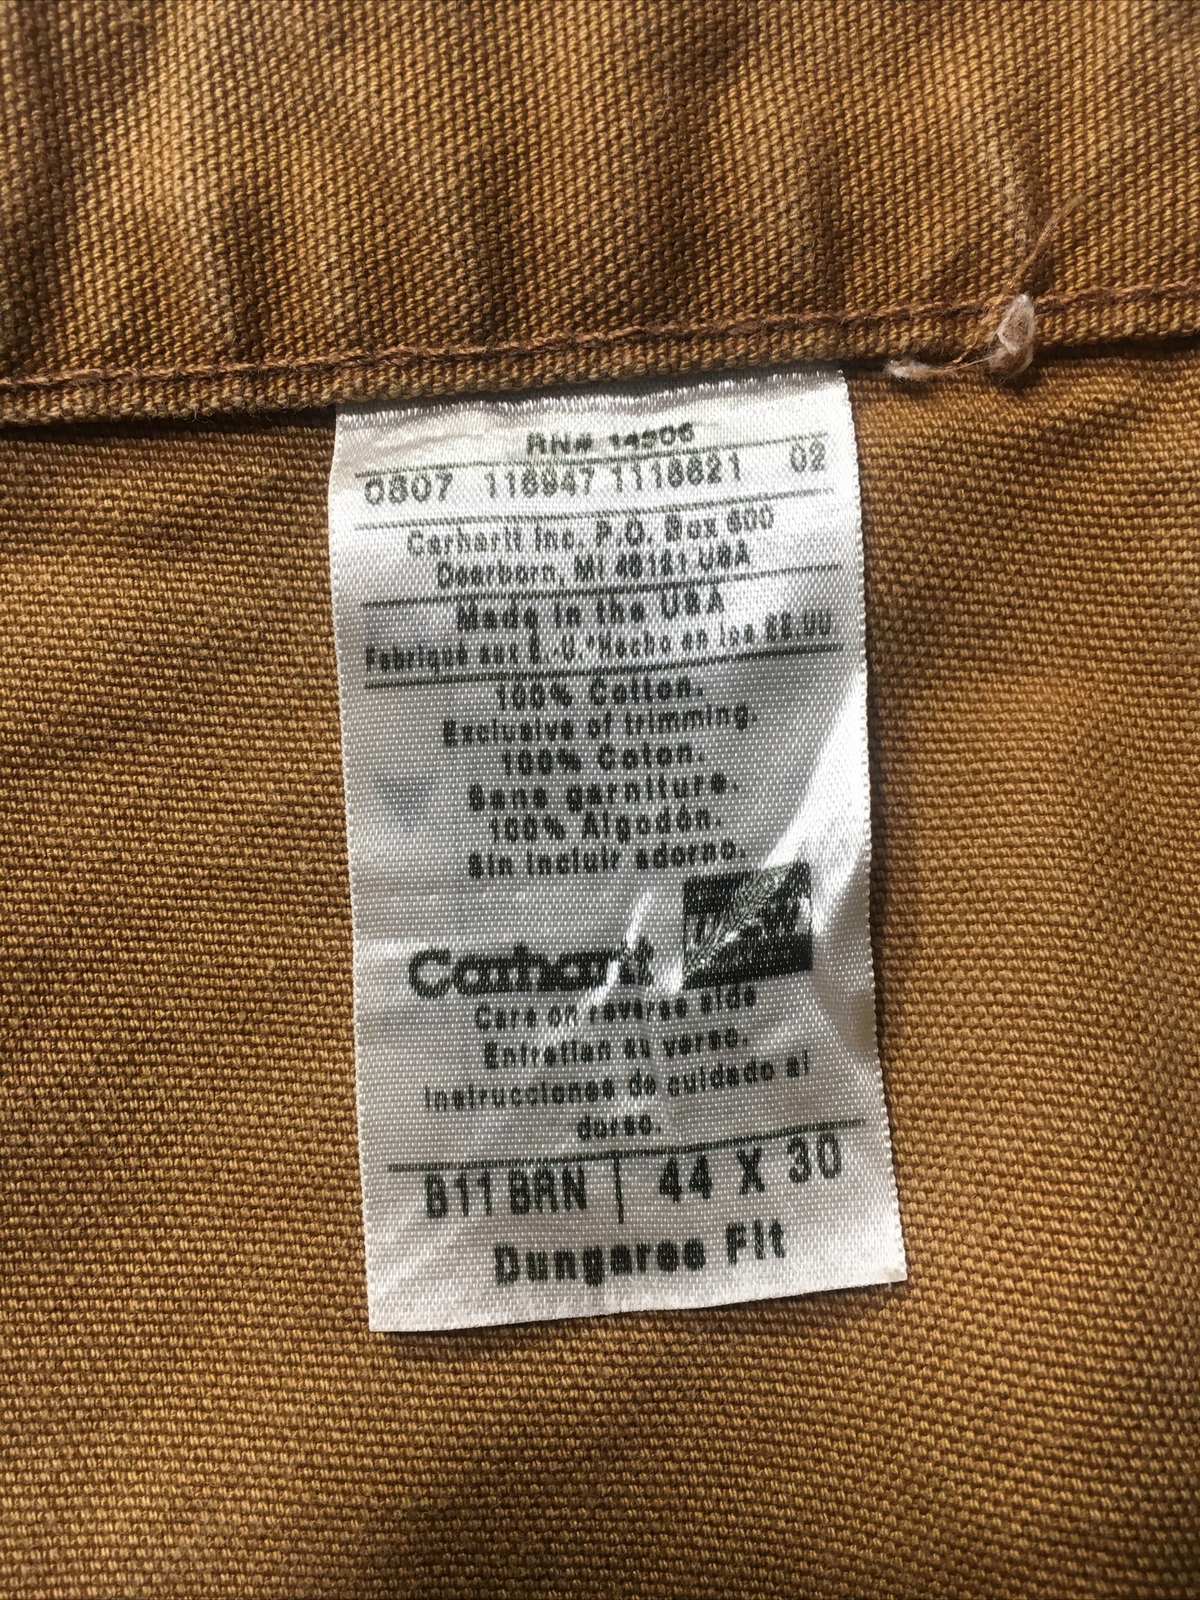 RN# 14806
0807 116947 1118621 02
Carhartt Inc. P.O. Box 600
Dearborn, MI 48121 USA
Made in the USA
Fabriqué aux É.-U.*Hecho en los EE.UU
100% Cotton.
Exclusive of trimming.
100% Coton.
Sans garniture.
100% Algodón.
Sin incluir adorno.
Carhartt
Care on reverse side
Entretien au verso.
Instrucciones de cuidado al
dorso.
B11 BRN | 44 X 30
Dungaree Fit